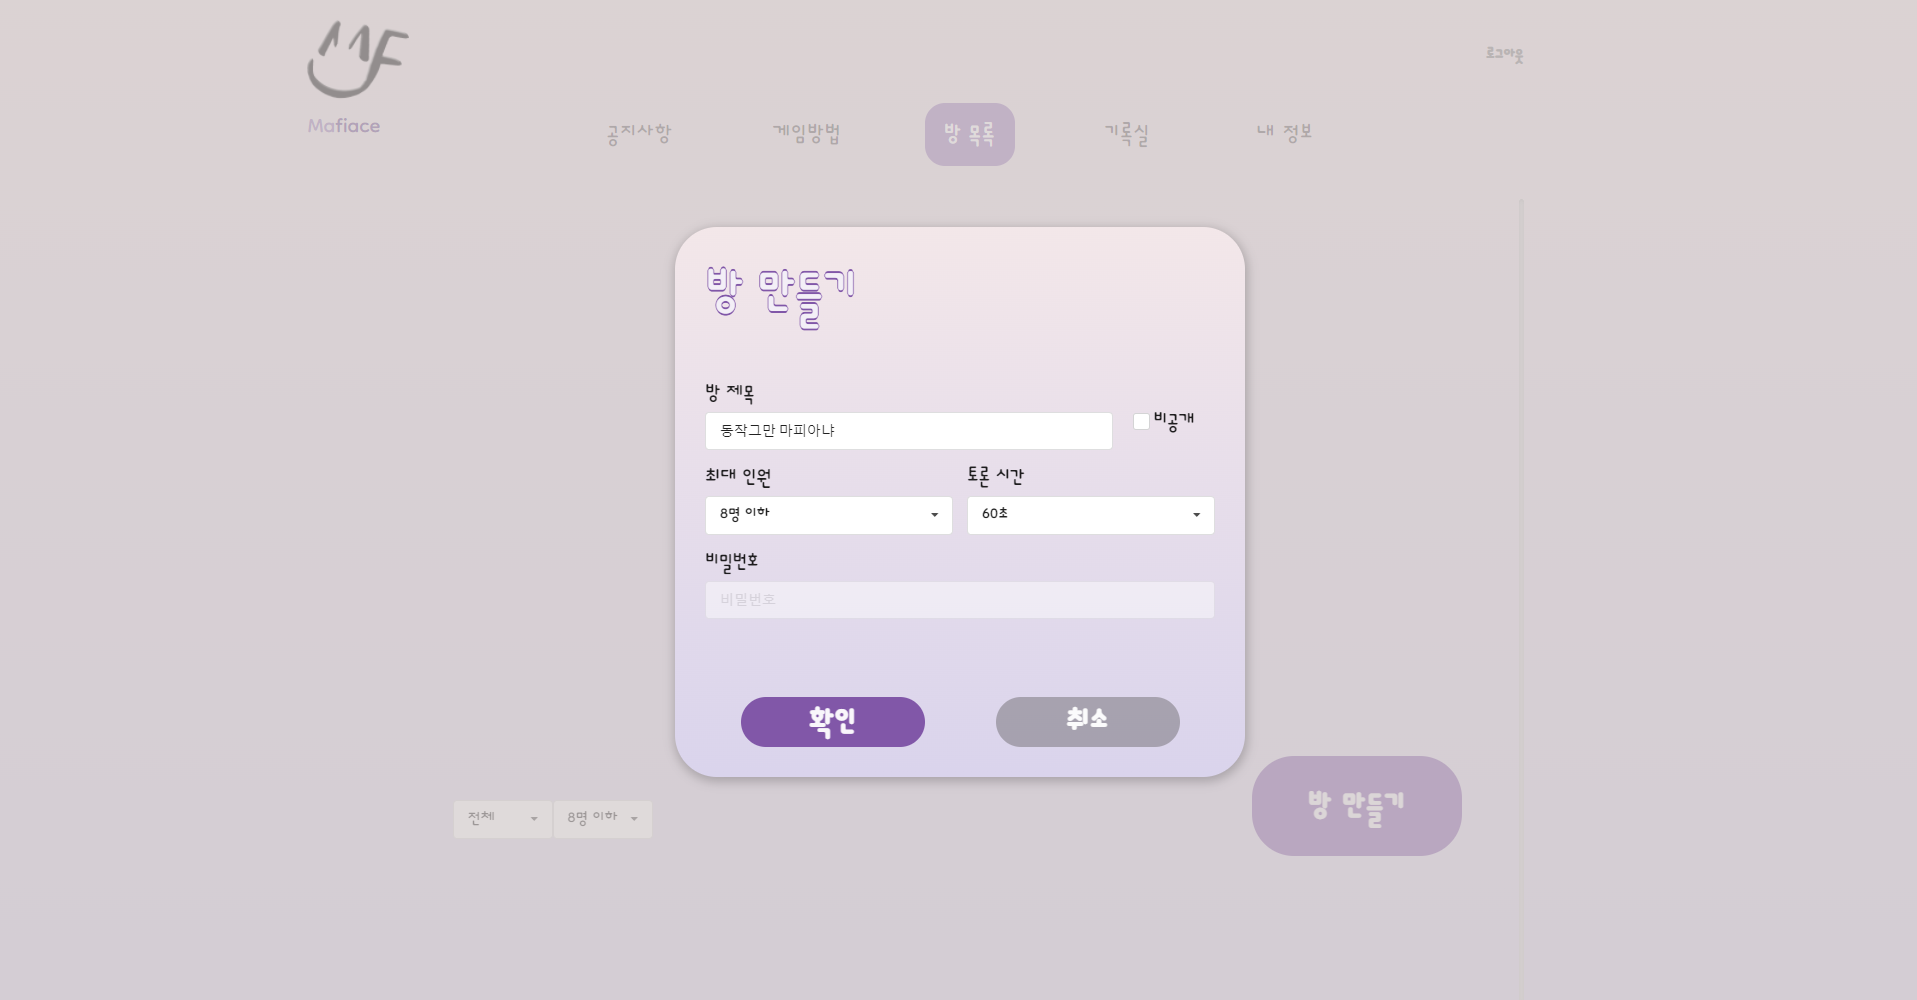 MF
Mafiace
로그아웃
공지사항
게임방법
방 목록
기록실
내 정보
방 만들기
방 제목
동작그만 마피아냐
비공개
최대 인원
토론 시간
8명 이하
60초
비밀번호
비밀번호
확인
취소
전체
8명 이하
방 만들기